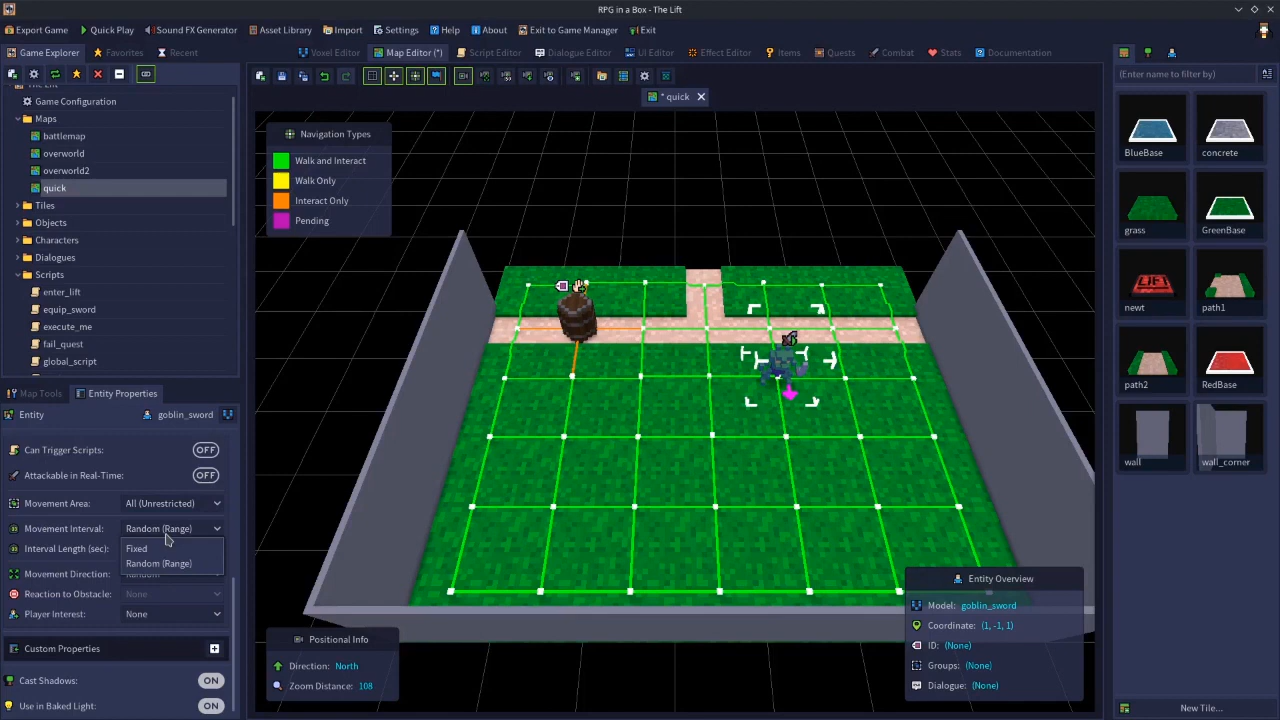 RPG in a Box - The Lift
Export Game
Quick Play
Sound FX Generator
Asset Library
Import
Settings
Help
About
Exit to Game Manager
Exit
Game Explorer
Favorites
Recent
Voxel Editor
Map Editor (*)
Script Editor
Dialogue Editor
UI Editor
Effect Editor
Items
Quests
Combat
Stats
Documentation
(Enter name to filter by)
* quick
Game Configuration
Maps
battlemap
overworld
overworld2
quick
Tiles
Objects
Characters
Dialogues
Scripts
enter_lift
equip_sword
execute_me
fail_quest
global_script
Map Tools
Entity Properties
Entity
goblin_sword
Can Trigger Scripts:
OFF
Attackable in Real-Time:
OFF
Movement Area:
All (Unrestricted)
Movement Interval:
Random (Range)
Interval Length (sec):
Fixed
Random (Range)
Movement Direction:
Random
Reaction to Obstacle:
None
Player Interest:
None
Custom Properties
Cast Shadows:
ON
Use in Baked Light:
ON
Navigation Types
Walk and Interact
Walk Only
Interact Only
Pending
Positional Info
Direction: North
Zoom Distance: 108
Entity Overview
Model: goblin_sword
Coordinate: (1, -1, 1)
ID: (None)
Groups: (None)
Dialogue: (None)
BlueBase
concrete
grass
GreenBase
LIFT
newt
path1
path2
RedBase
wall
wall_corner
New Tile...